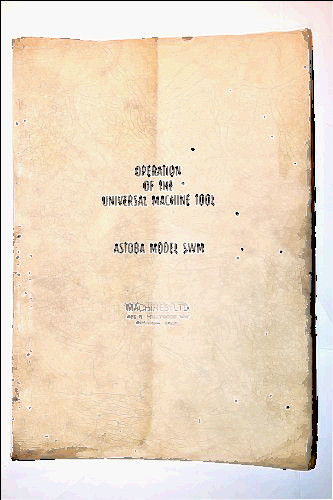 OPERATION
OF THE
UNIVERSAL MACHINE TOOL
ASTOBA MODEL SWM
MACHINES LTD